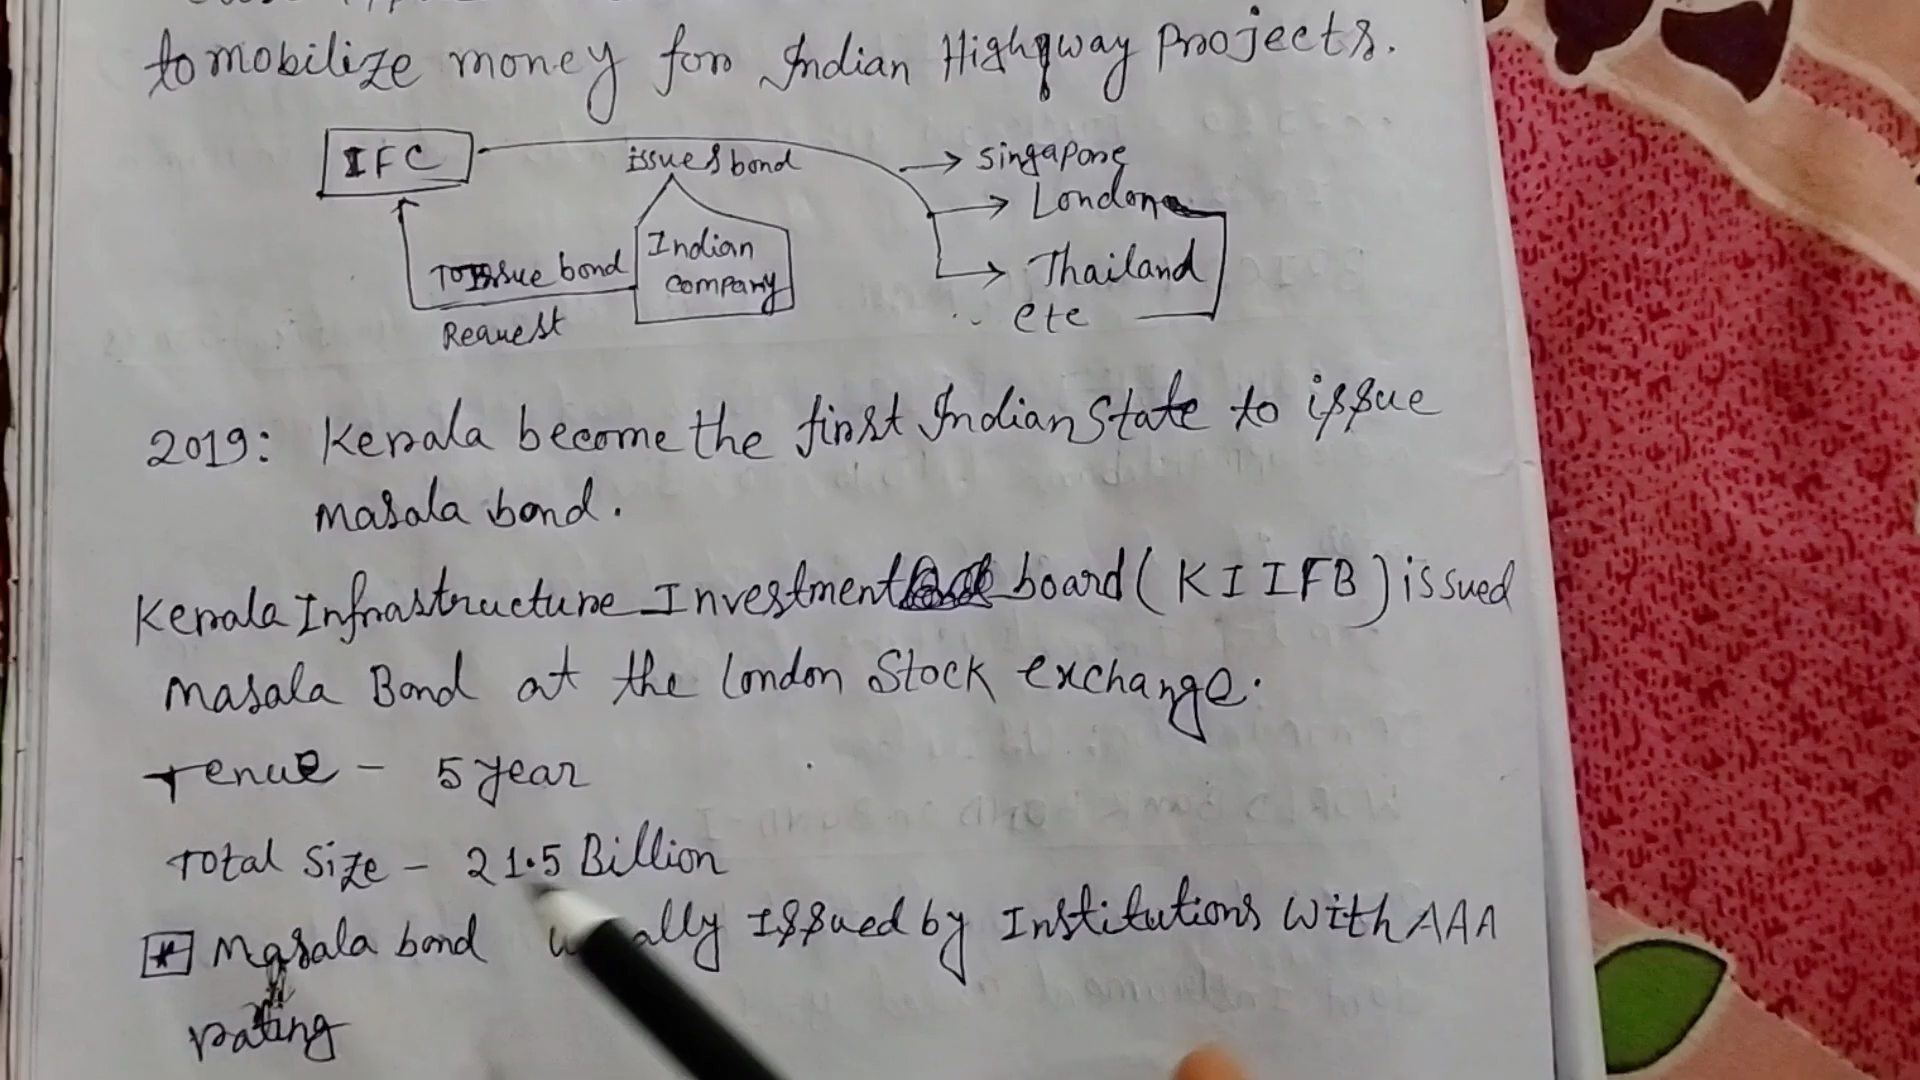 to mobilize money for Indian Highway Projects.
IFC
issues bond
Singapore
London
Thailand
etc
Indian
company
To Issue bond
Request
2019: Kerala become the first Indian State to issue
masala bond.
Kerala Infrastructure Investment board (KIIFB) issued
Masala Bond at the London Stock exchange.
Tenue - 5 year
Total Size - 21.5 Billion
* Masala bond issued by Institutions With AAA
rating